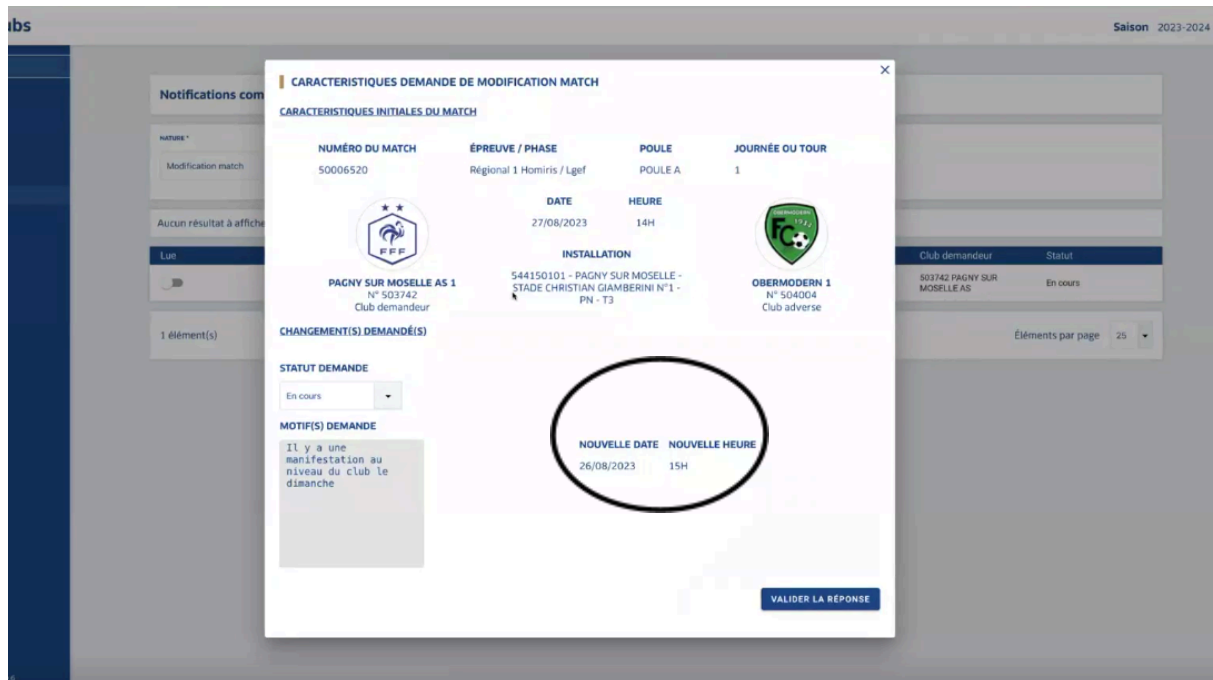 ubs
Saison 2023-2024
Notifications com
NATURE *
Modification match
Aucun résultat à affiche
Lue
Club demandeur Statut
503742 PAGNY SUR
MOSELLE AS
En cours
1 élément(s)
Éléments par page 25
CARACTERISTIQUES DEMANDE DE MODIFICATION MATCH
CARACTERISTIQUES INITIALES DU MATCH
NUMÉRO DU MATCH ÉPREUVE / PHASE POULE JOURNÉE OU TOUR
50006520 Régional 1 Homiris / Lgef POULE A 1
DATE HEURE
27/08/2023 14H
FFF
OBERMODERN
1942
FC
INSTALLATION
544150101 - PAGNY SUR MOSELLE -
STADE CHRISTIAN GIAMBERINI N°1 -
PN - T3
PAGNY SUR MOSELLE AS 1
N° 503742
Club demandeur
OBERMODERN 1
N° 504004
Club adverse
CHANGEMENT(S) DEMANDÉ(S)
STATUT DEMANDE
En cours
MOTIF(S) DEMANDE
Il y a une
manifestation au
niveau du club le
dimanche
NOUVELLE DATE NOUVELLE HEURE
26/08/2023 15H
VALIDER LA RÉPONSE